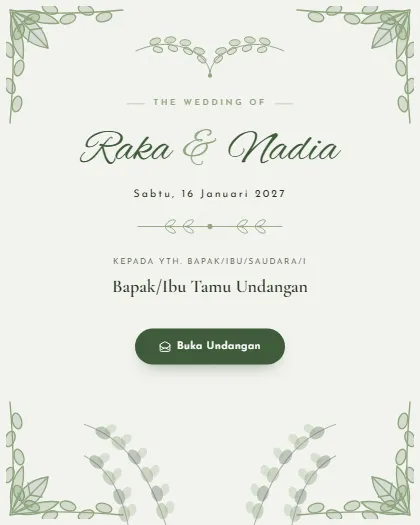 THE WEDDING OF
Raka & Nadia
Sabtu, 16 Januari 2027
KEPADA YTH. BAPAK/IBU/SAUDARA/I
Bapak/Ibu Tamu Undangan
Buka Undangan